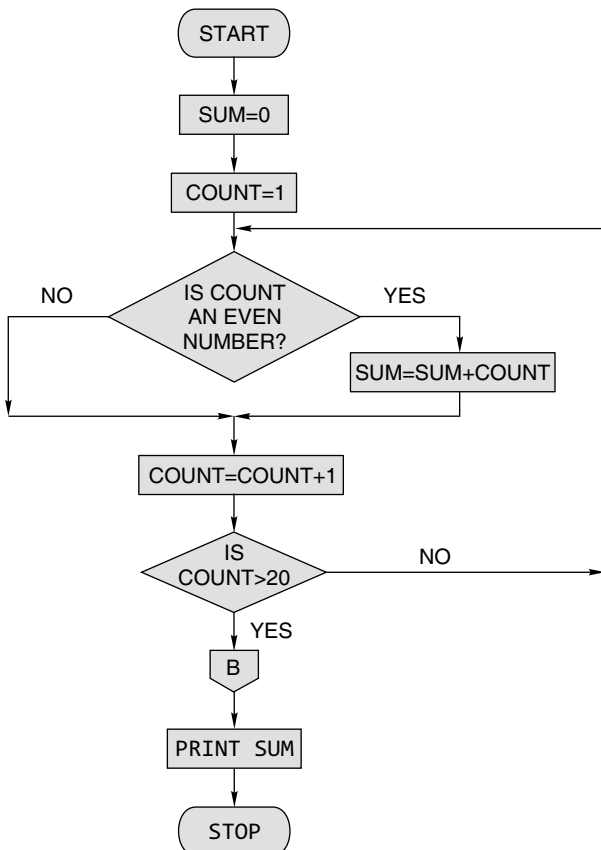 START
SUM=0
COUNT=1
NO
IS COUNT
AN EVEN
NUMBER?
YES
SUM=SUM+COUNT
COUNT=COUNT+1
IS
COUNT>20
NO
YES
B
PRINT SUM
STOP